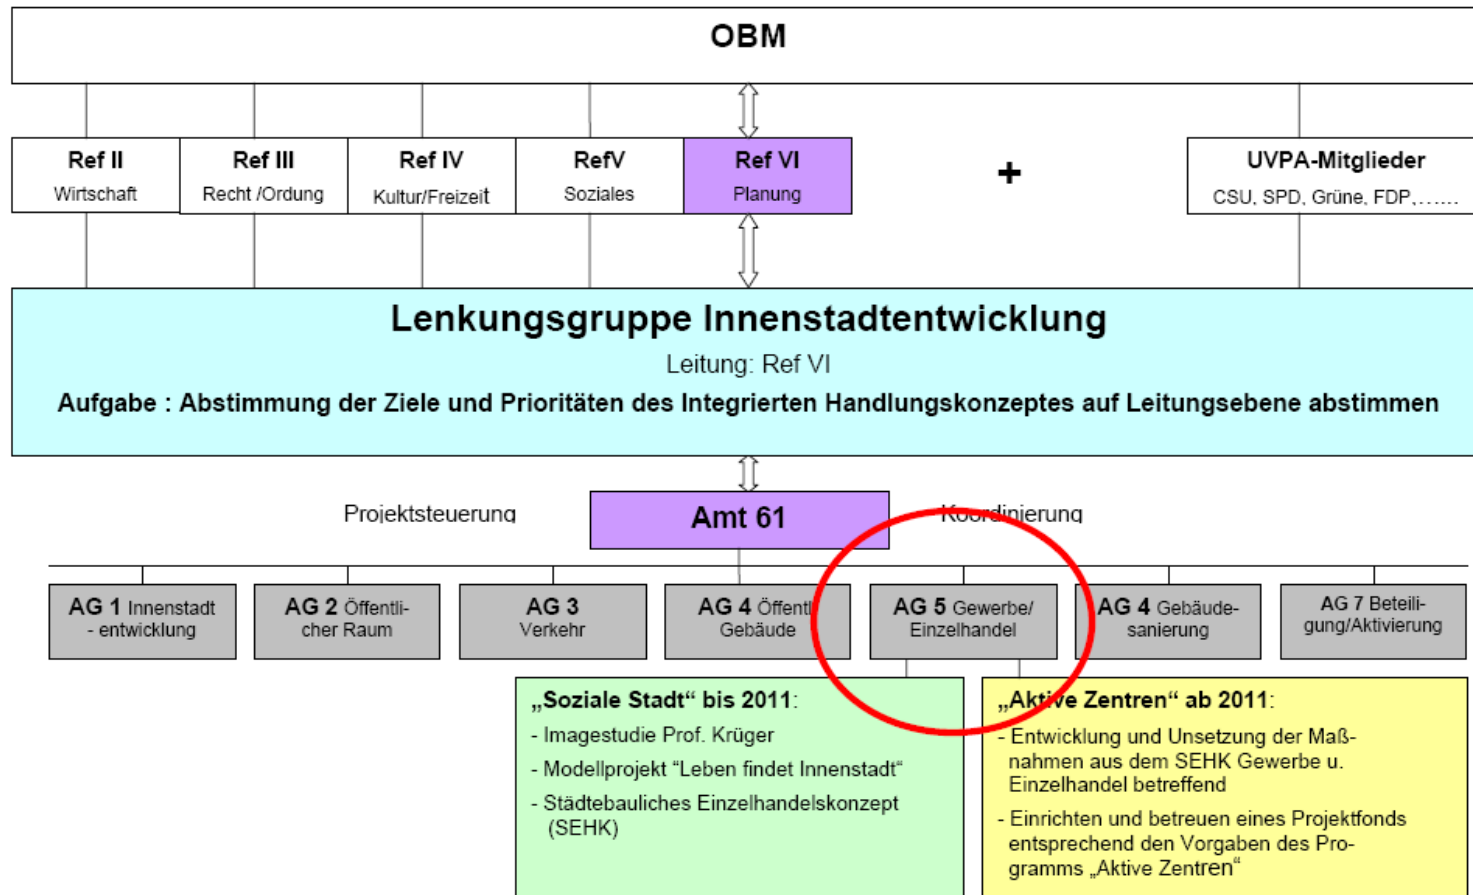 OBM
Ref II
Wirtschaft
Ref III
Recht /Ordung
Ref IV
Kultur/Freizeit
RefV
Soziales
Ref VI
Planung
+
UVPA-Mitglieder
CSU, SPD, Grüne, FDP,……
Lenkungsgruppe Innenstadtentwicklung
Leitung: Ref VI
Aufgabe : Abstimmung der Ziele und Prioritäten des Integrierten Handlungskonzeptes auf Leitungsebene abstimmen
Projektsteuerung
Amt 61
Koordinierung
AG 1 Innenstadt
- entwicklung
AG 2 Öffentli-
cher Raum
AG 3
Verkehr
AG 4 Öffentl.
Gebäude
AG 5 Gewerbe/
Einzelhandel
AG 4 Gebäude-
sanierung
AG 7 Beteili-
gung/Aktivierung
„Soziale Stadt“ bis 2011:
- Imagestudie Prof. Krüger
- Modellprojekt “Leben findet Innenstadt“
- Städtebauliches Einzelhandelskonzept
(SEHK)
„Aktive Zentren“ ab 2011:
- Entwicklung und Unsetzung der Maß-
nahmen aus dem SEHK Gewerbe u.
Einzelhandel betreffend
- Einrichten und betreuen eines Projektfonds
entsprechend den Vorgaben des Pro-
gramms „Aktive Zentren“